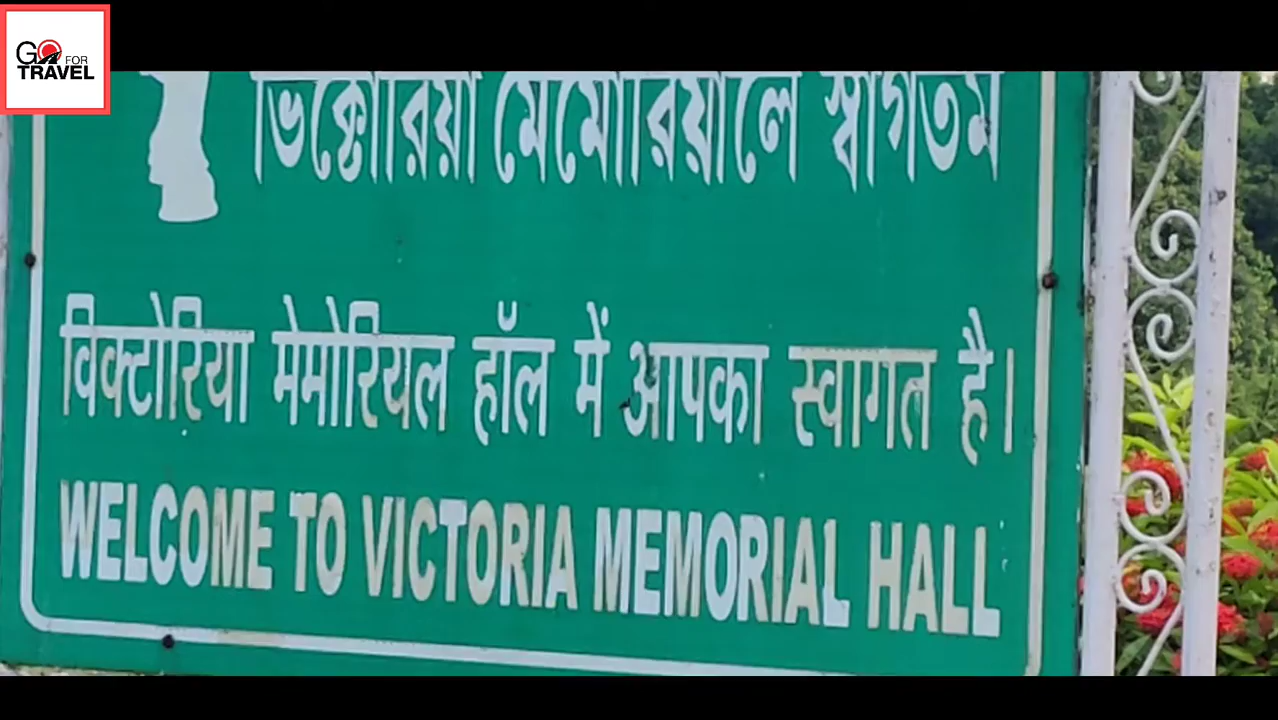 GO FOR
TRAVEL
ভিক্টোরিয়া মেমোরিয়ালে স্বাগতম
विक्टोरिया मेमोरियल हॉल में आपका स्वागत है।
WELCOME TO VICTORIA MEMORIAL HALL